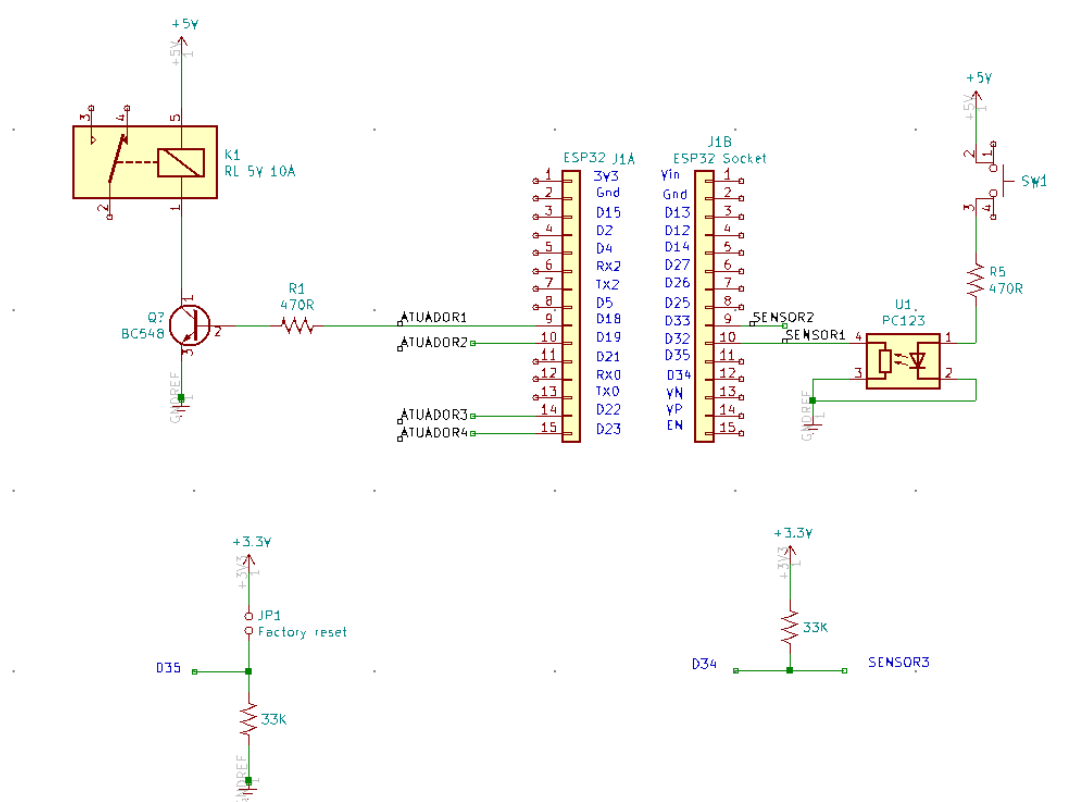 +5V
+5V
1
3
4
5
K1
RL 5V 10A
2
1
R1
470R
Q?
BC548
1
2
3
GNDREF
1
ATUADOR1
ATUADOR2
ATUADOR3
ATUADOR4
ESP32 J1A
1 3V3
2 Gnd
3 D15
4 D2
5 D4
6 RX2
7 TX2
8 D5
9 D18
10 D19
11 D21
12 RX0
13 TX0
14 D22
15 D23
J1B
ESP32 Socket
Vin 1
Gnd 2
D13 3
D12 4
D14 5
D27 6
D26 7
D25 8
D33 9
D32 10
D35 11
D34 12
VN 13
VP 14
EN 15
SENSOR2
SENSOR1
+5V
+5V
1
2
1
SW1
3
4
R5
470R
U1
PC123
4
1
3
2
GNDREF
1
+3.3V
+3V3
1
JP1
Factory reset
D35
33K
GNDREF
1
+3.3V
+3V3
1
33K
D34
SENSOR3